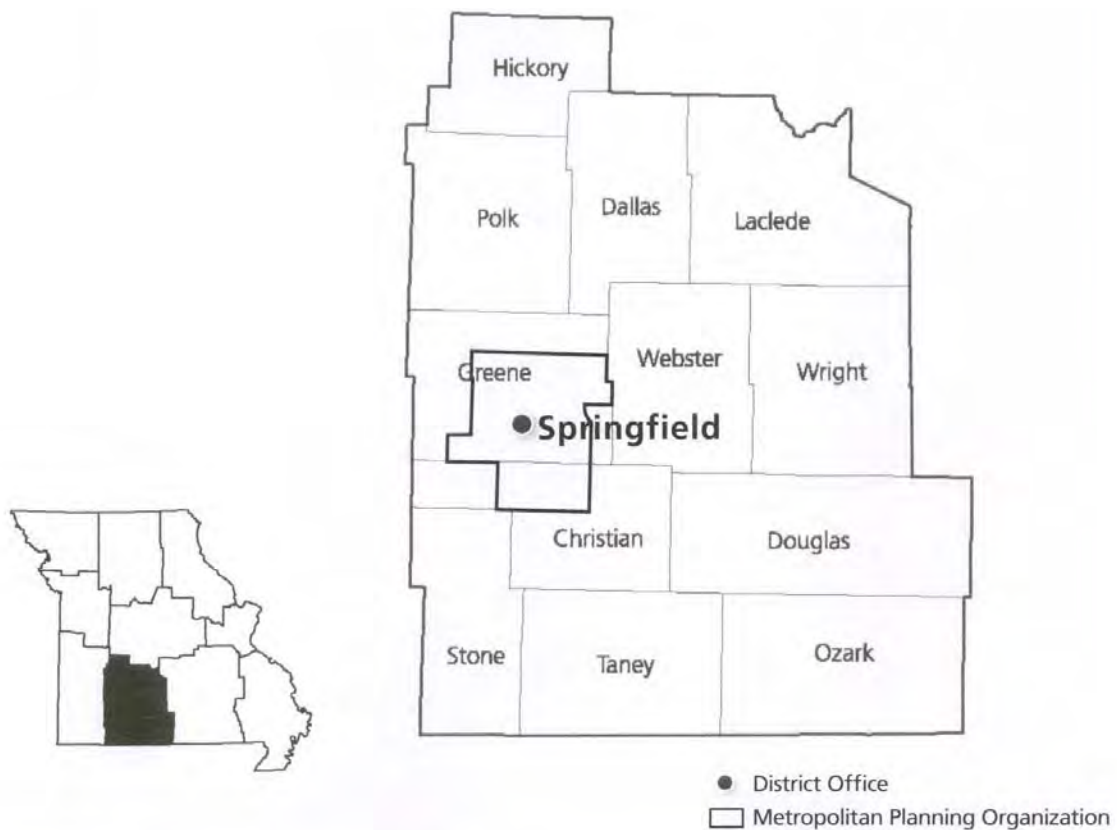 Hickory
Polk
Dallas
Laclede
Greene
Webster
Wright
Springfield
Christian
Douglas
Stone
Taney
Ozark
District Office
Metropolitan Planning Organization